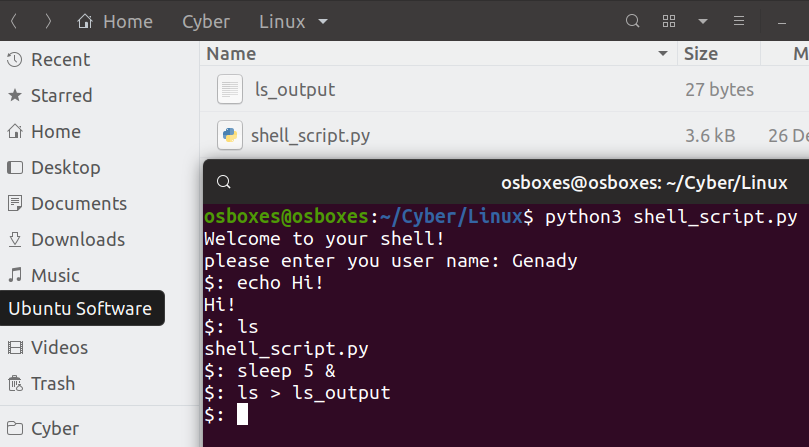 Home Cyber Linux
Name Size M
Recent
ls_output 27 bytes
Starred
Home
shell_script.py 3.6 kB 26 De
Desktop
Documents
Downloads
Music
Ubuntu Software
Videos
Trash
Cyber
osboxes@osboxes: ~/Cyber/Linux
osboxes@osboxes:~/Cyber/Linux$ python3 shell_script.py
Welcome to your shell!
please enter you user name: Genady
$: echo Hi!
Hi!
$: ls
shell_script.py
$: sleep 5 &
$: ls > ls_output
$: